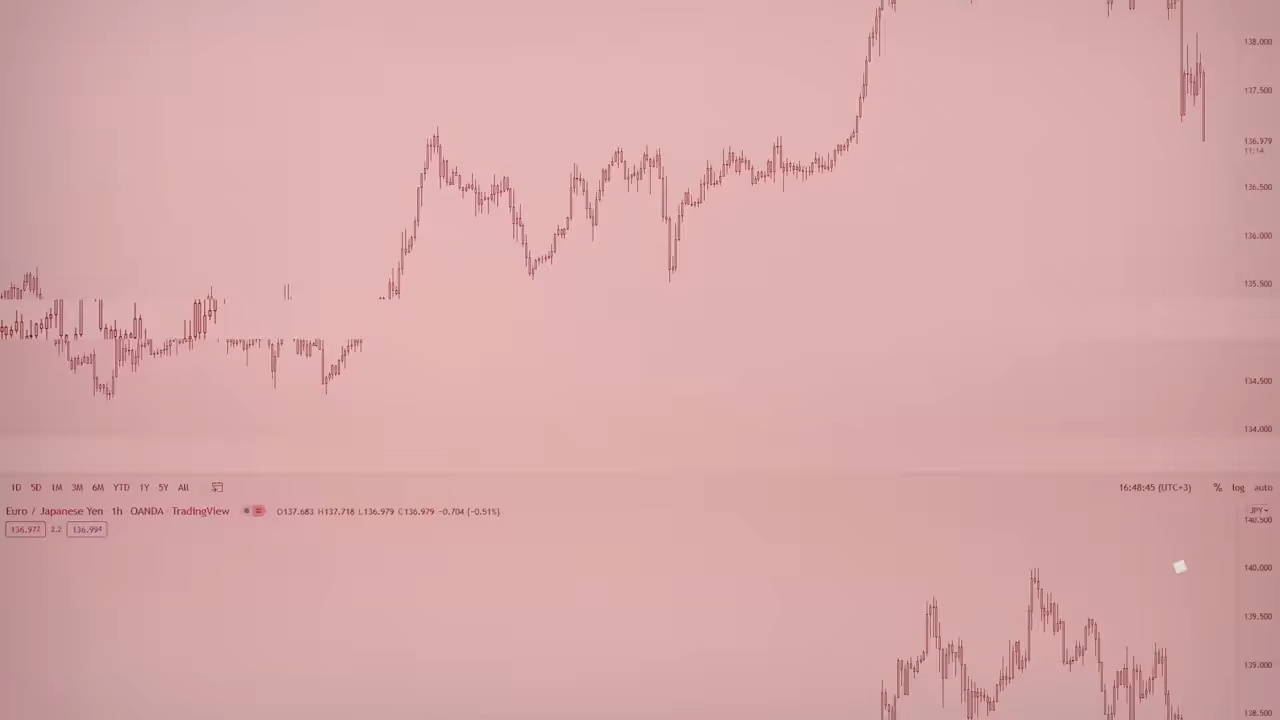 138.000
137.500
136.979
11:14
136.500
136.000
135.500
134.500
134.000
1D 5D 1M 3M 6M YTD 1Y 5Y All
16:48:45 (UTC+3) % log auto
Euro / Japanese Yen · 1h · OANDA · TradingView O137.683 H137.718 L136.979 C136.979 −0.704 (−0.51%)
JPY
136.972 2.2 136.994
140.500
140.000
139.500
139.000
138.500